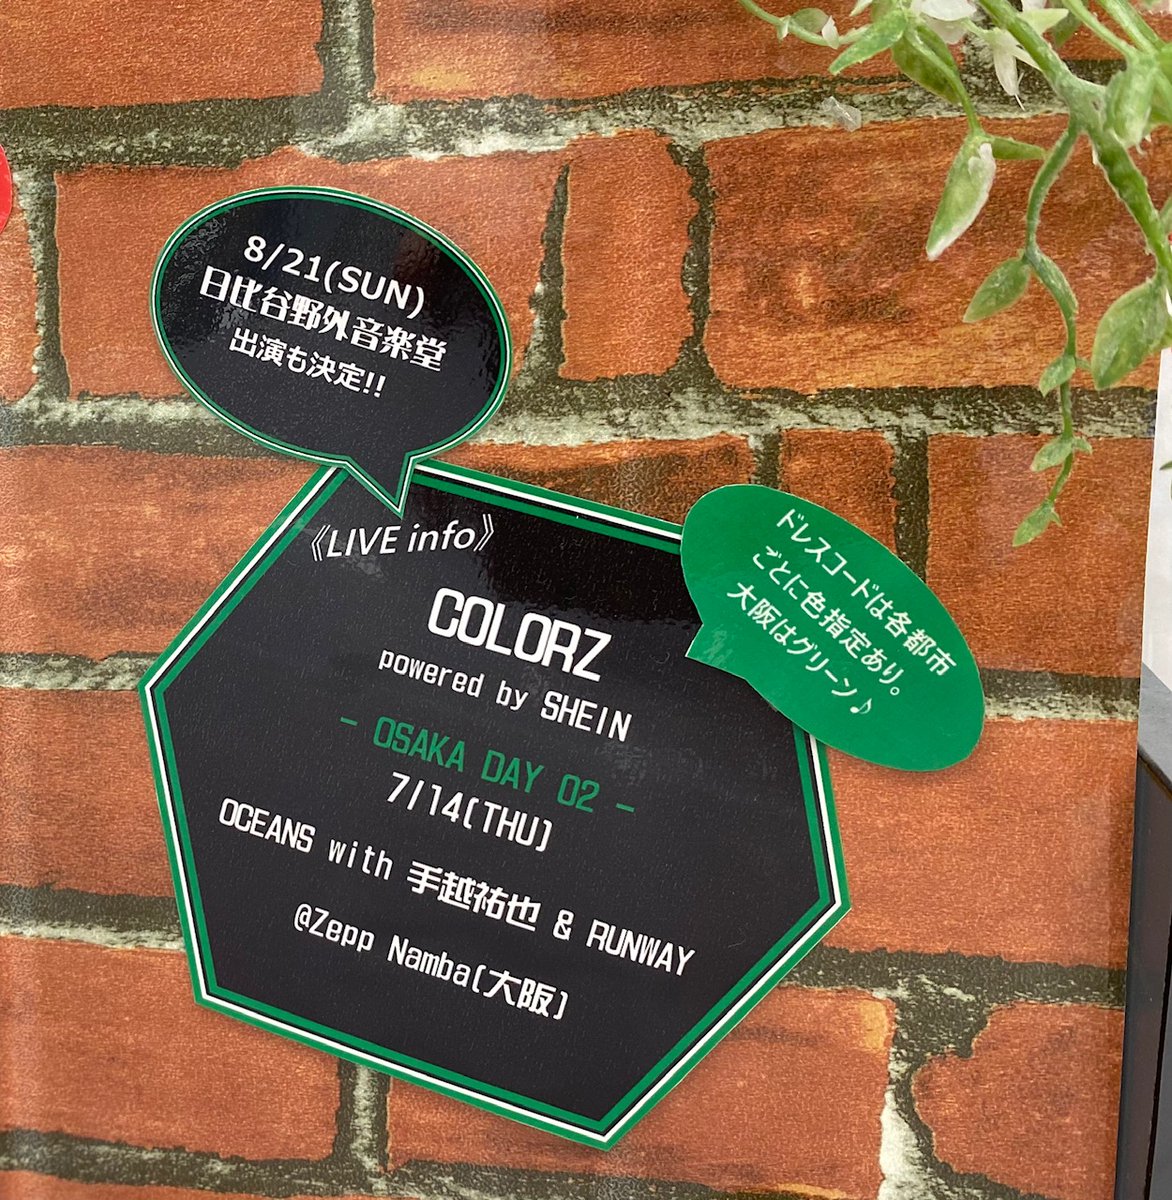 8/21(SUN)
日比谷野外音楽堂
出演も決定!!
《LIVE info》
COLORZ
powered by SHEIN
- OSAKA DAY 02 -
7/14(THU)
OCEANS with 手越祐也 & RUNWAY
@Zepp Namba(大阪)
ドレスコードは各都市
ごとに色指定あり。
大阪はグリーン♪